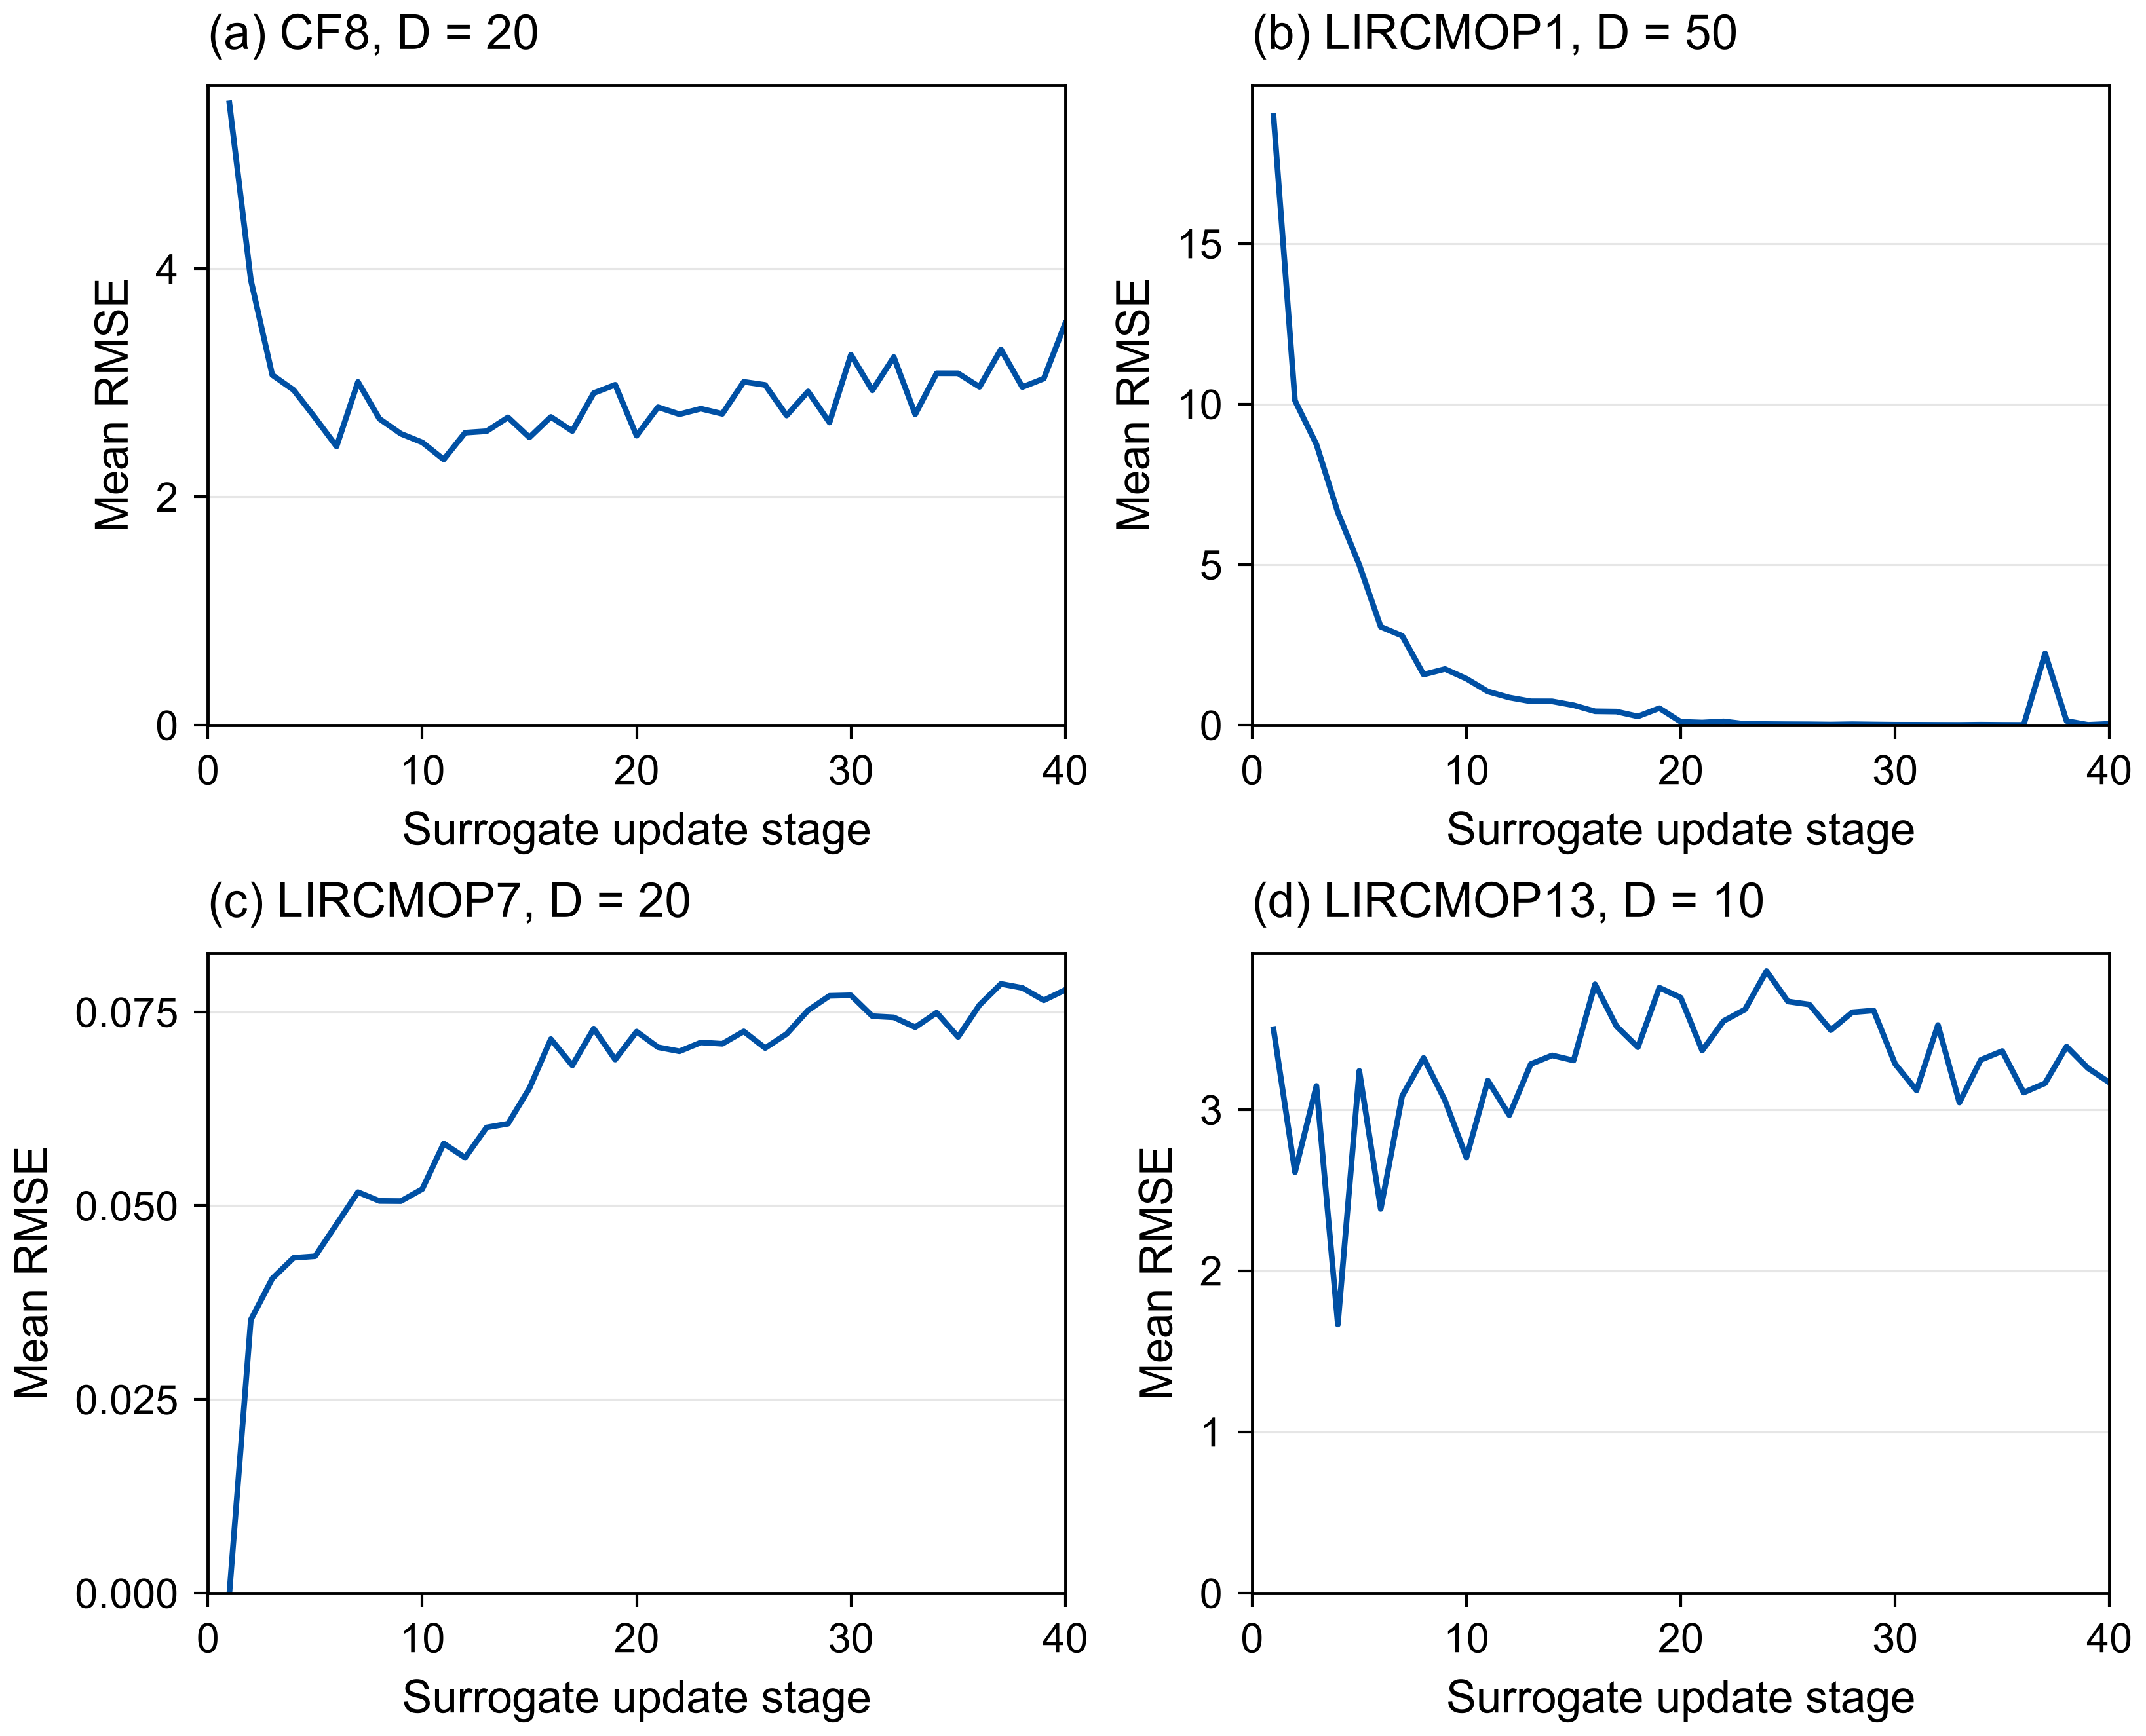 (a) CF8, D = 20
Mean RMSE
4
2
0
0 10 20 30 40
Surrogate update stage
(b) LIRCMOP1, D = 50
Mean RMSE
15
10
5
0
0 10 20 30 40
Surrogate update stage
(c) LIRCMOP7, D = 20
Mean RMSE
0.075
0.050
0.025
0.000
0 10 20 30 40
Surrogate update stage
(d) LIRCMOP13, D = 10
Mean RMSE
3
2
1
0
0 10 20 30 40
Surrogate update stage